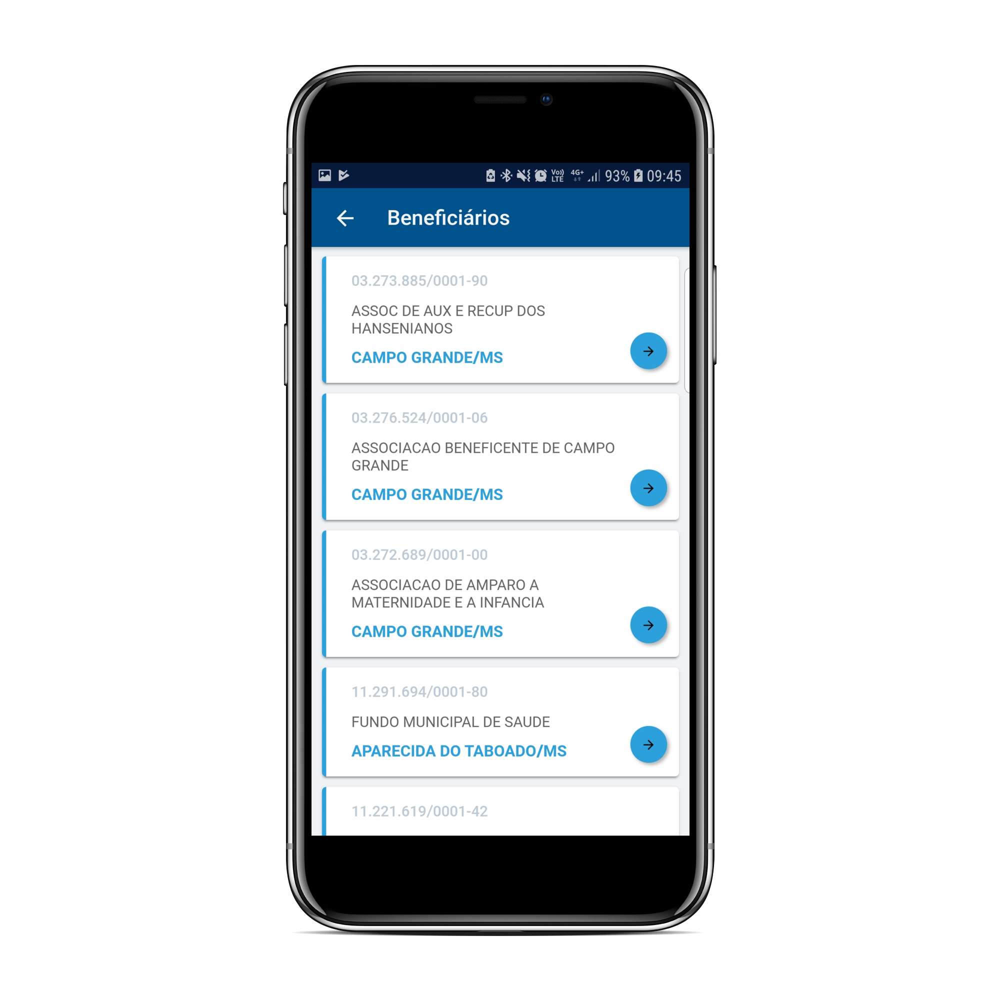 Vo)) 4G+ 93% 09:45
LTE
Beneficiários
03.273.885/0001-90
ASSOC DE AUX E RECUP DOS
HANSENIANOS
CAMPO GRANDE/MS
03.276.524/0001-06
ASSOCIACAO BENEFICENTE DE CAMPO
GRANDE
CAMPO GRANDE/MS
03.272.689/0001-00
ASSOCIACAO DE AMPARO A
MATERNIDADE E A INFANCIA
CAMPO GRANDE/MS
11.291.694/0001-80
FUNDO MUNICIPAL DE SAUDE
APARECIDA DO TABOADO/MS
11.221.619/0001-42